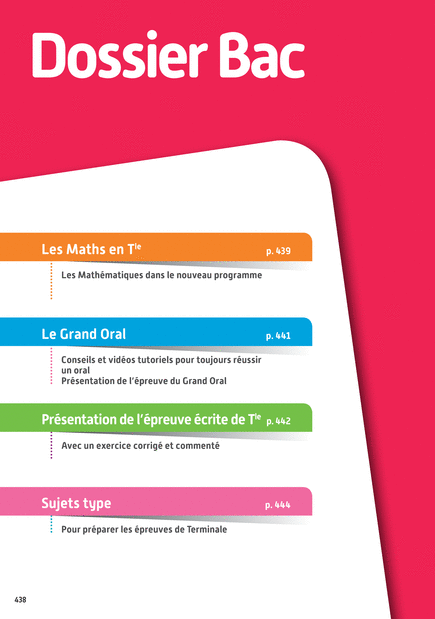 Dossier Bac
Les Maths en Tle p. 439
Les Mathématiques dans le nouveau programme
Le Grand Oral p. 441
Conseils et vidéos tutoriels pour toujours réussir
un oral
Présentation de l'épreuve du Grand Oral
Présentation de l'épreuve écrite de Tle p. 442
Avec un exercice corrigé et commenté
Sujets type p. 444
Pour préparer les épreuves de Terminale
438